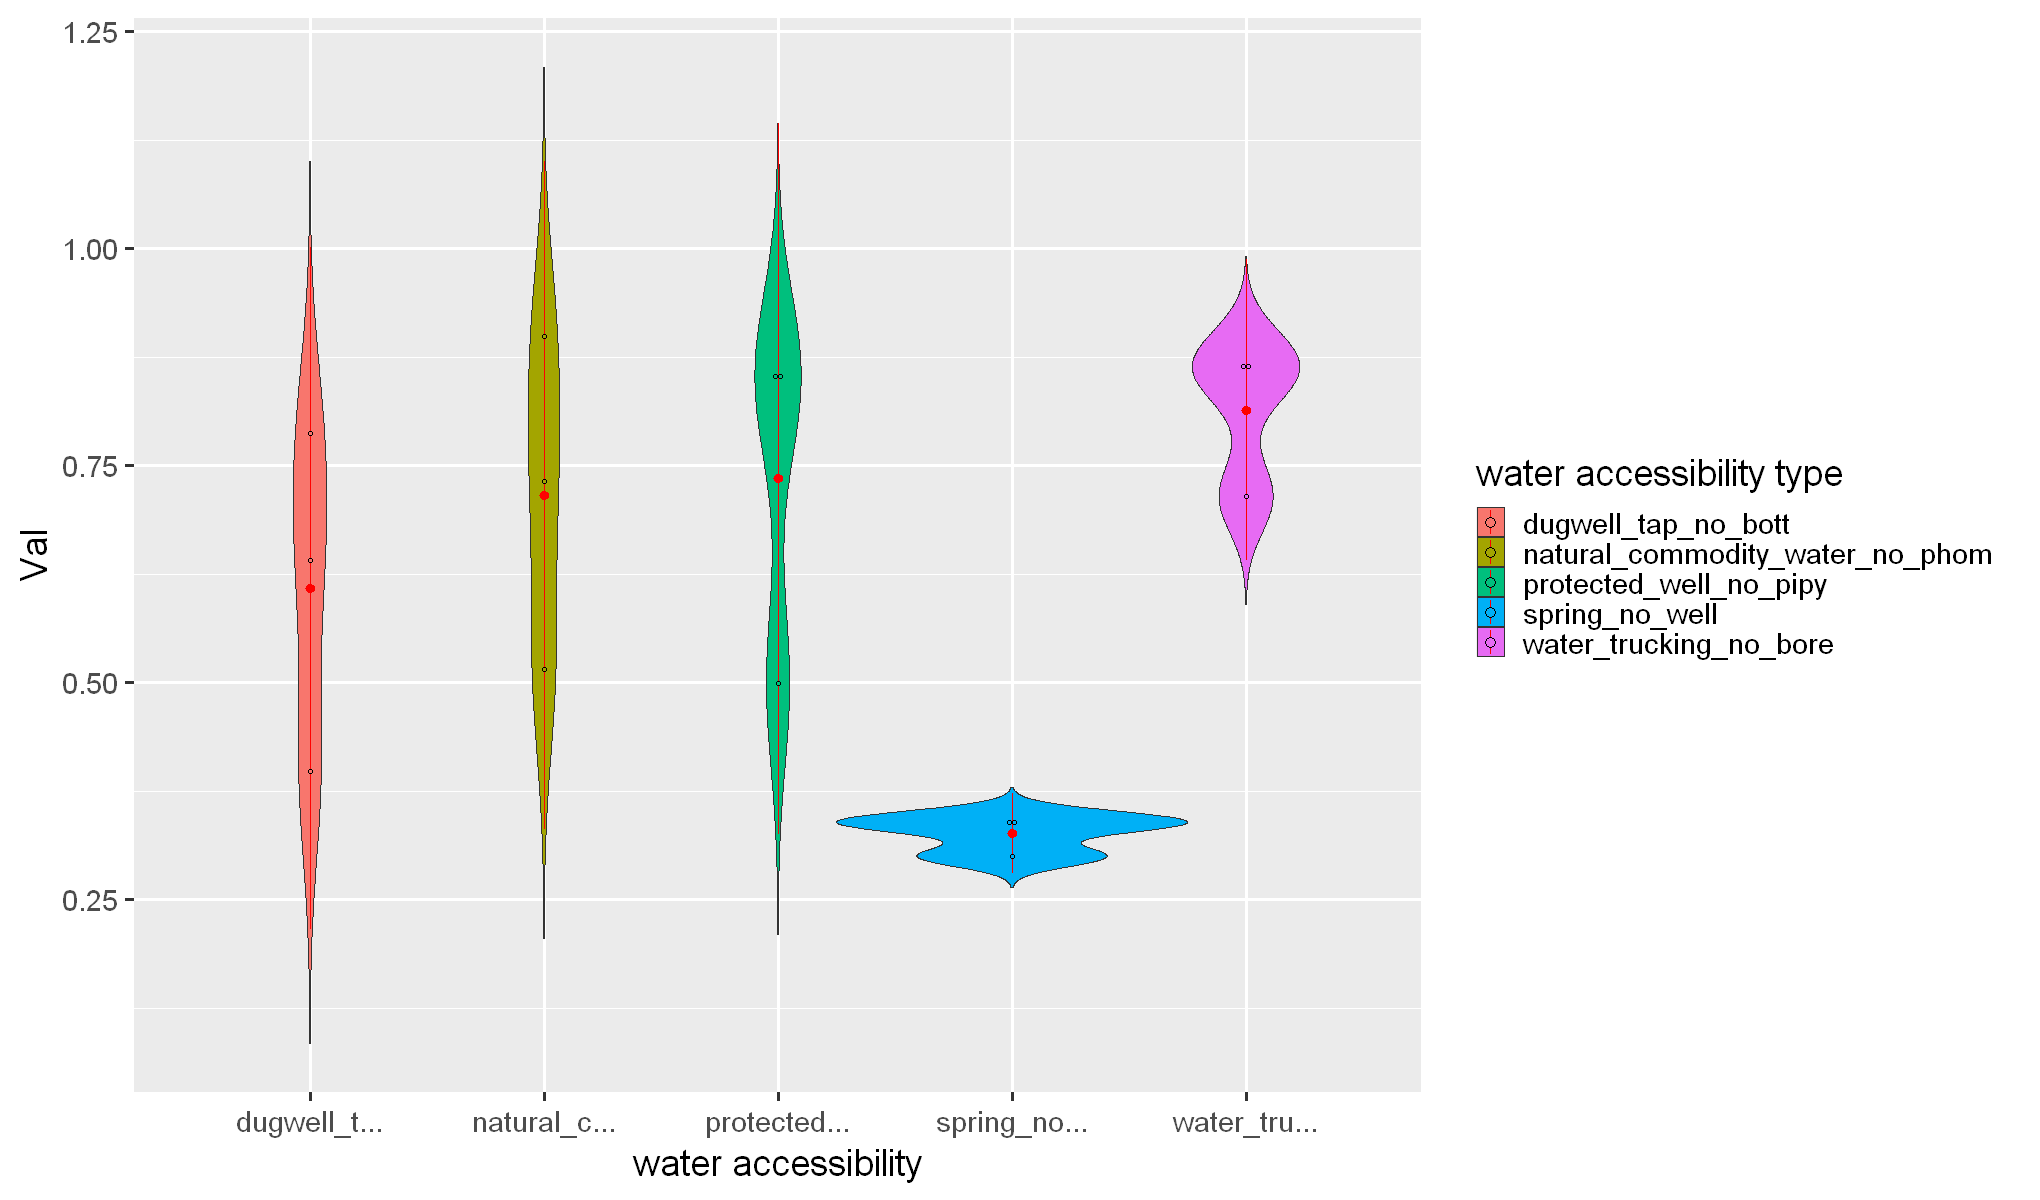 1.25
1.00
0.75
0.50
0.25
Val
dugwell_t...
natural_c...
protected...
spring_no...
water_tru...
water accessibility
water accessibility type
dugwell_tap_no_bott
natural_commodity_water_no_phom
protected_well_no_pipy
spring_no_well
water_trucking_no_bore